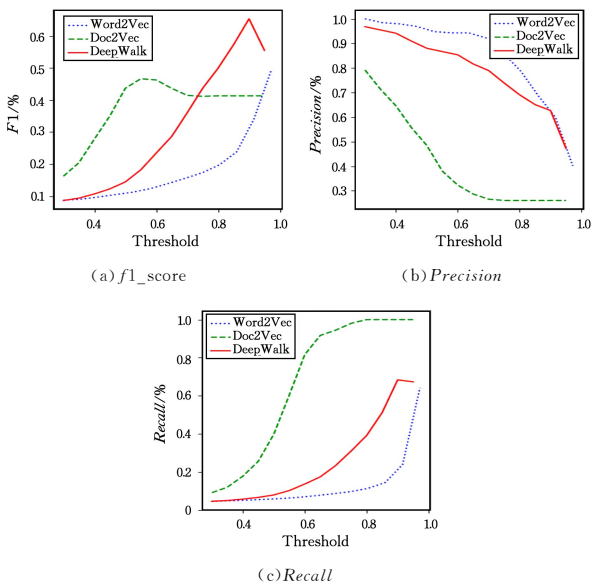 Word2Vec
Doc2Vec
DeepWalk
F1/%
0.6
0.5
0.4
0.3
0.2
0.1
0.4
0.6
0.8
1.0
Threshold
(a)f1_score
Word2Vec
Doc2Vec
DeepWalk
Precision/%
1.0
0.9
0.8
0.7
0.6
0.5
0.4
0.3
0.4
0.6
0.8
1.0
Threshold
(b)Precision
Word2Vec
Doc2Vec
DeepWalk
Recall/%
1.0
0.8
0.6
0.4
0.2
0
0.4
0.6
0.8
1.0
Threshold
(c)Recall